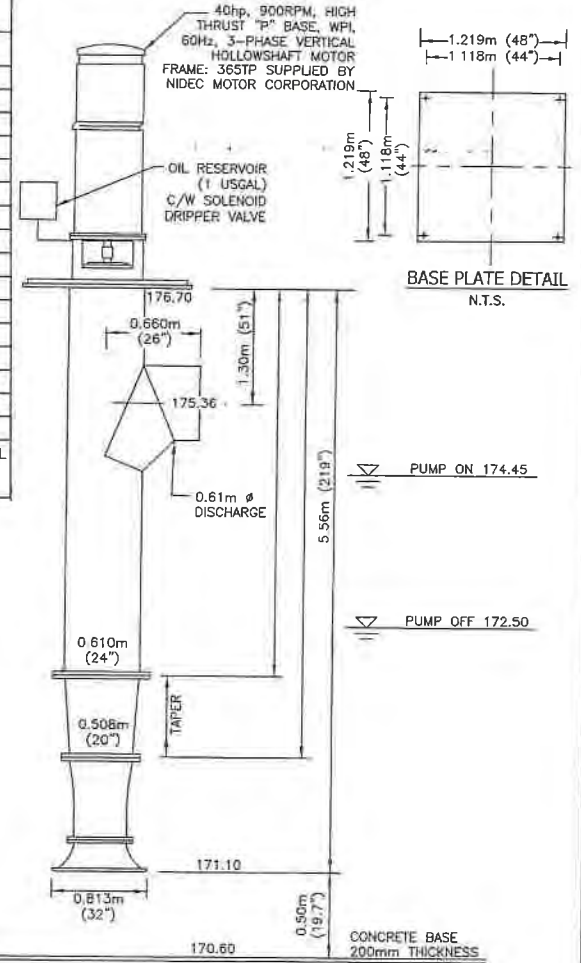 40hp, 900RPM, HIGH
THRUST "P" BASE, WPI,
60Hz, 3-PHASE VERTICAL
HOLLOWSHAFT MOTOR
FRAME: 365TP SUPPLIED BY
NIDEC MOTOR CORPORATION
1.219m (48")
1.118m (44")
1.219m
(48")
1.118m
(44")
OIL RESERVOIR
(1 USGAL)
C/W SOLENOID
DRIPPER VALVE
BASE PLATE DETAIL
N.T.S.
176.70
0.660m
(26")
1.30m (51")
175.36
0.61m ø
DISCHARGE
5.56m (219")
PUMP ON 174.45
PUMP OFF 172.50
0.610m
(24")
TAPER
0.508m
(20")
171.10
0.813m
(32")
0.50m
(19.7")
170.60
CONCRETE BASE
200mm THICKNESS